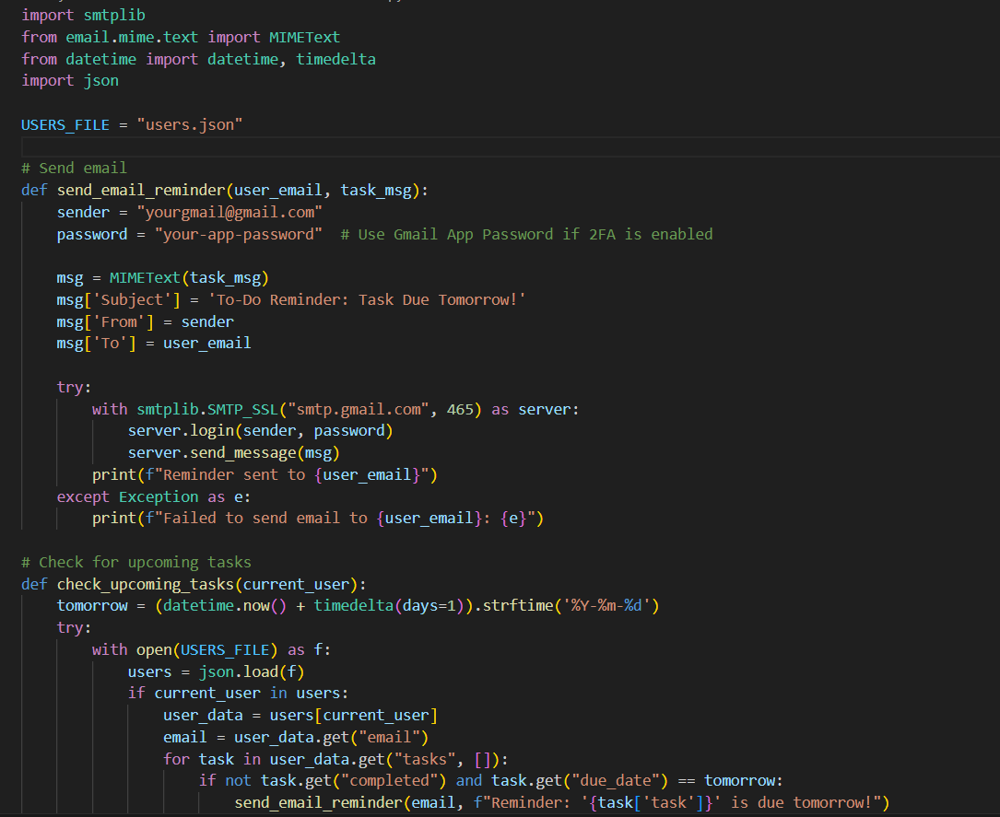 import smtplib
from email.mime.text import MIMEText
from datetime import datetime, timedelta
import json

USERS_FILE = "users.json"

# Send email
def send_email_reminder(user_email, task_msg):
    sender = "yourgmail@gmail.com"
    password = "your-app-password"  # Use Gmail App Password if 2FA is enabled

    msg = MIMEText(task_msg)
    msg['Subject'] = 'To-Do Reminder: Task Due Tomorrow!'
    msg['From'] = sender
    msg['To'] = user_email

    try:
        with smtplib.SMTP_SSL("smtp.gmail.com", 465) as server:
            server.login(sender, password)
            server.send_message(msg)
        print(f"Reminder sent to {user_email}")
    except Exception as e:
        print(f"Failed to send email to {user_email}: {e}")

# Check for upcoming tasks
def check_upcoming_tasks(current_user):
    tomorrow = (datetime.now() + timedelta(days=1)).strftime('%Y-%m-%d')
    try:
        with open(USERS_FILE) as f:
            users = json.load(f)
            if current_user in users:
                user_data = users[current_user]
                email = user_data.get("email")
                for task in user_data.get("tasks", []):
                    if not task.get("completed") and task.get("due_date") == tomorrow:
                        send_email_reminder(email, f"Reminder: '{task['task']}' is due tomorrow!")